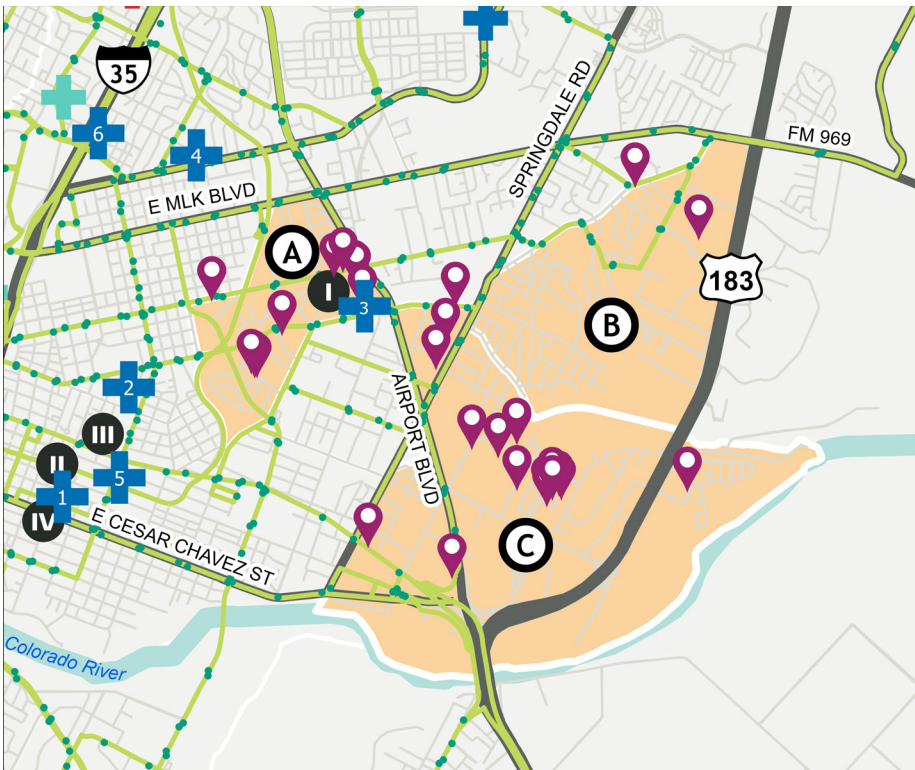 35
6
4
SPRINGDALE RD
FM 969
E MLK BLVD
A
I
3
183
B
2
AIRPORT BLVD
III
II
5
1
IV
E CESAR CHAVEZ ST
C
Colorado River